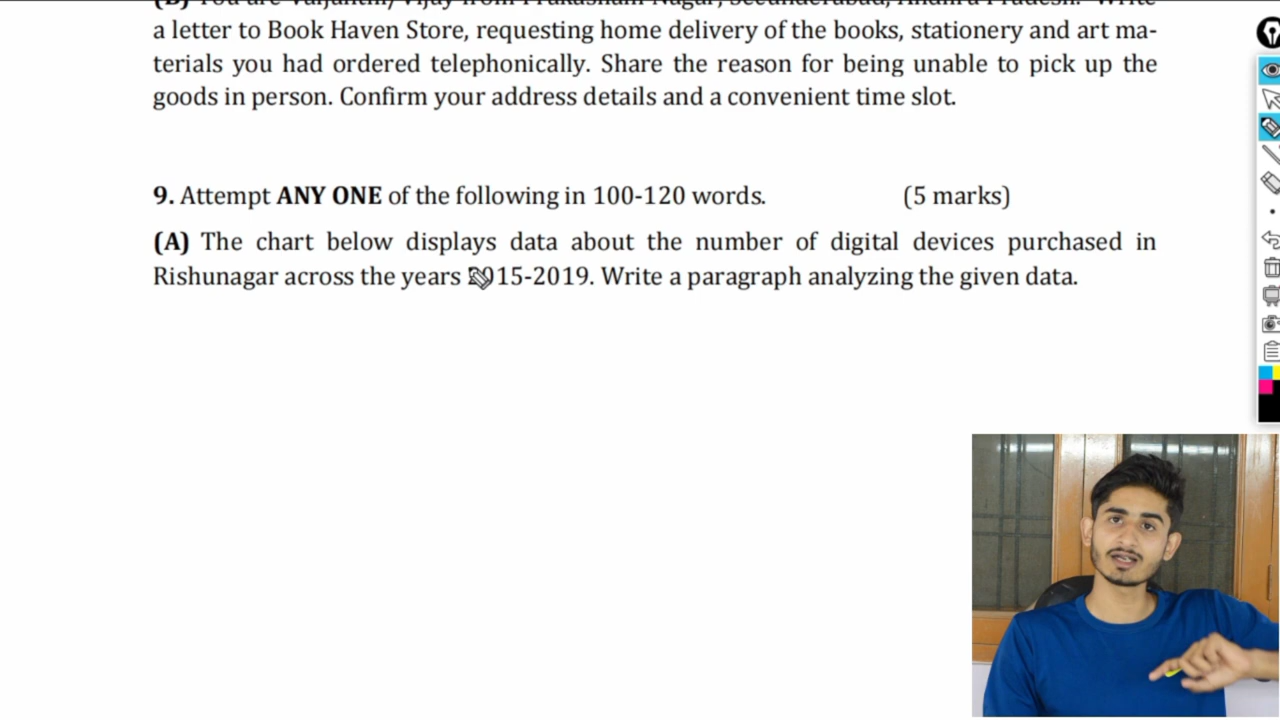 a letter to Book Haven Store, requesting home delivery of the books, stationery and art ma-
terials you had ordered telephonically. Share the reason for being unable to pick up the
goods in person. Confirm your address details and a convenient time slot.
9. Attempt ANY ONE of the following in 100-120 words. (5 marks)
(A) The chart below displays data about the number of digital devices purchased in
Rishunagar across the years 2015-2019. Write a paragraph analyzing the given data.